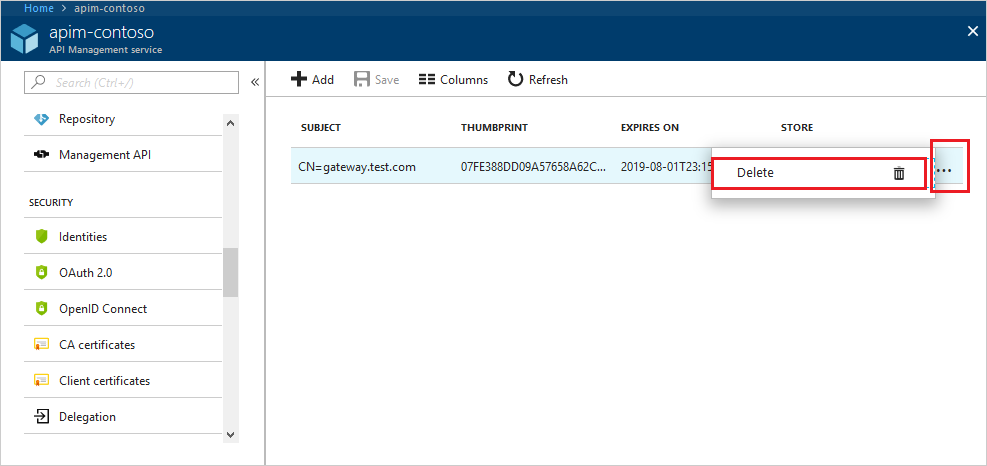 Home > apim-contoso
apim-contoso
API Management service
Search (Ctrl+/)
Add Save Columns Refresh
Repository
Management API
SECURITY
Identities
OAuth 2.0
OpenID Connect
CA certificates
Client certificates
Delegation
SUBJECT THUMBPRINT EXPIRES ON STORE
CN=gateway.test.com 07FE388DD09A57658A62C... 2019-08-01T23:15 ...
Delete